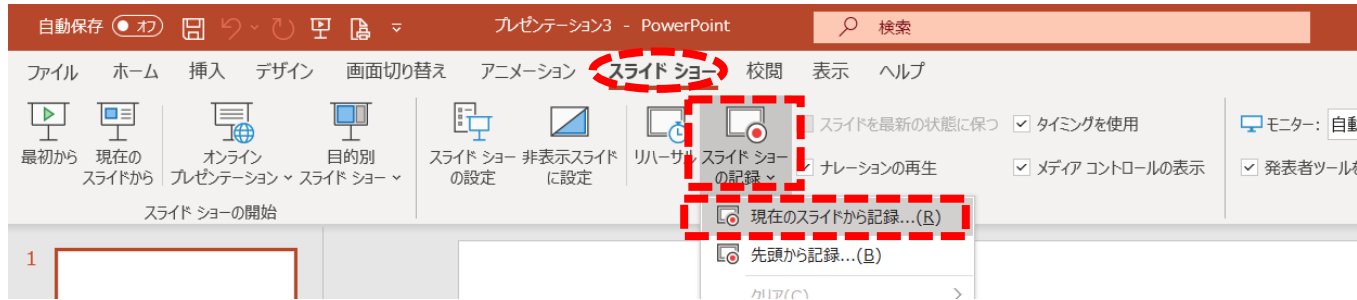 自動保存 オフ プレゼンテーション3 - PowerPoint 検索
ファイル ホーム 挿入 デザイン 画面切り替え アニメーション スライド ショー 校閲 表示 ヘルプ
最初から
現在の
スライドから
オンライン
プレゼンテーション
目的別
スライド ショー
スライド ショー
の設定
非表示スライド
に設定
リハーサル
スライド ショー
の記録
スライドを最新の状態に保つ
ナレーションの再生
タイミングを使用
メディア コントロールの表示
モニター: 自動
発表者ツールを
スライド ショーの開始
現在のスライドから記録...(R)
先頭から記録...(B)
クリア(C)
1